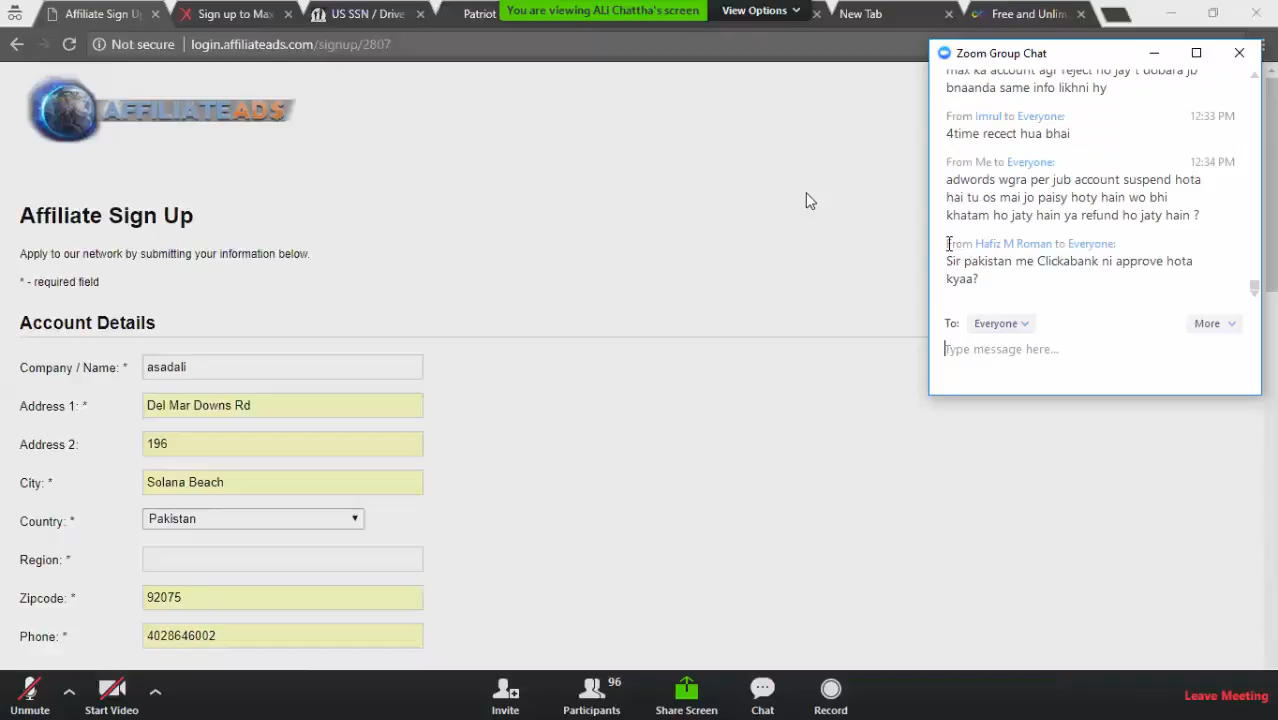 Affiliate Sign Up
Sign up to Max
US SSN / Drive
Patriot
You are viewing ALi Chattha's screen
View Options
New Tab
Free and Unlim
Not secure
login.affiliateads.com/signup/2807
AFFILIATEADS
Affiliate Sign Up
Apply to our network by submitting your information below.
* - required field
Account Details
Company / Name: * asadali
Address 1: * Del Mar Downs Rd
Address 2: 196
City: * Solana Beach
Country: * Pakistan
Region: *
Zipcode: * 92075
Phone: * 4028646002
Zoom Group Chat
max ka account agr reject ho jay t dobara jb
bnaanda same info likhni hy
From Imrul to Everyone: 12:33 PM
4time recect hua bhai
From Me to Everyone: 12:34 PM
adwords wgra per jub account suspend hota
hai tu os mai jo paisy hoty hain wo bhi
khatam ho jaty hain ya refund ho jaty hain ?
From Hafiz M Roman to Everyone:
Sir pakistan me Clickabank ni approve hota
kyaa?
To: Everyone
More
Type message here...
Unmute
Start Video
Invite
96
Participants
Share Screen
Chat
Record
Leave Meeting